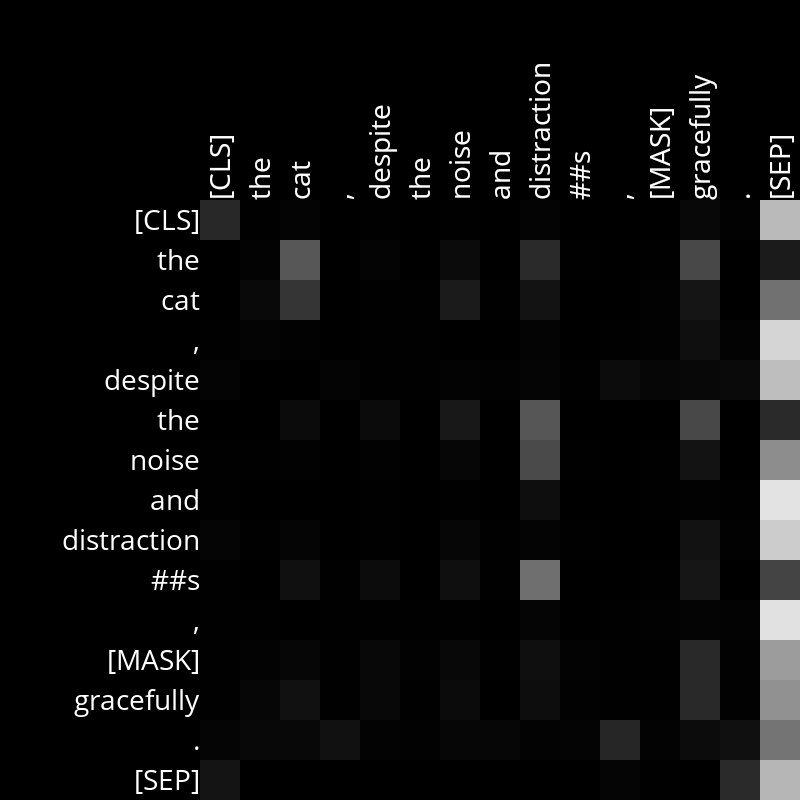 [CLS]
the
cat
,
despite
the
noise
and
distraction
##s
,
[MASK]
gracefully
.
[SEP]
[CLS]
the
cat
,
despite
the
noise
and
distraction
##s
,
[MASK]
gracefully
.
[SEP]